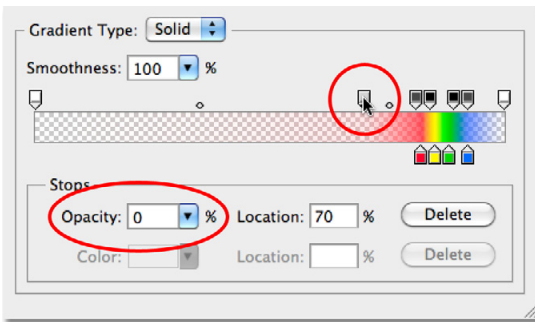 Gradient Type: Solid
Smoothness: 100 %
Stops
Opacity: 0 % Location: 70 % Delete
Color: Location: % Delete